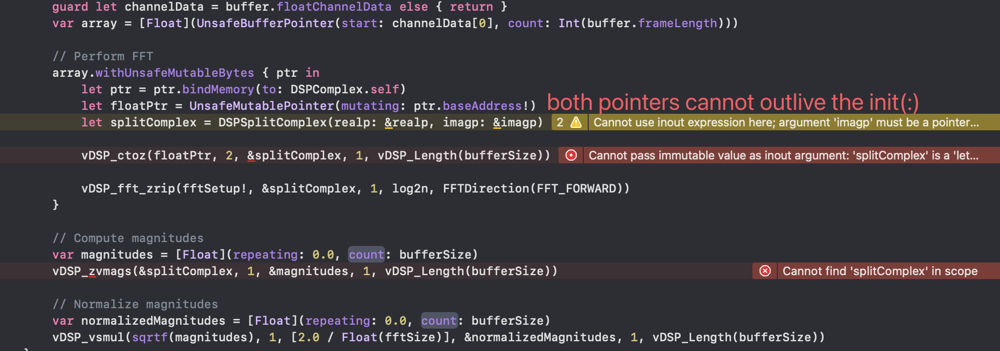 guard let channelData = buffer.floatChannelData else { return }
var array = [Float](UnsafeBufferPointer(start: channelData[0], count: Int(buffer.frameLength)))
// Perform FFT
array.withUnsafeMutableBytes { ptr in
let ptr = ptr.bindMemory(to: DSPComplex.self)
let floatPtr = UnsafeMutablePointer(mutating: ptr.baseAddress!) both pointers cannot outlive the init(:)
let splitComplex = DSPSplitComplex(realp: &realp, imagp: &imagp) 2 Cannot use inout expression here; argument 'imagp' must be a pointer...
vDSP_ctoz(floatPtr, 2, &splitComplex, 1, vDSP_Length(bufferSize)) Cannot pass immutable value as inout argument: 'splitComplex' is a 'let...
vDSP_fft_zrip(fftSetup!, &splitComplex, 1, log2n, FFTDirection(FFT_FORWARD))
}
// Compute magnitudes
var magnitudes = [Float](repeating: 0.0, count: bufferSize)
vDSP_zvmags(&splitComplex, 1, &magnitudes, 1, vDSP_Length(bufferSize)) Cannot find 'splitComplex' in scope
// Normalize magnitudes
var normalizedMagnitudes = [Float](repeating: 0.0, count: bufferSize)
vDSP_vsmul(sqrtf(magnitudes), 1, [2.0 / Float(fftSize)], &normalizedMagnitudes, 1, vDSP_Length(bufferSize))